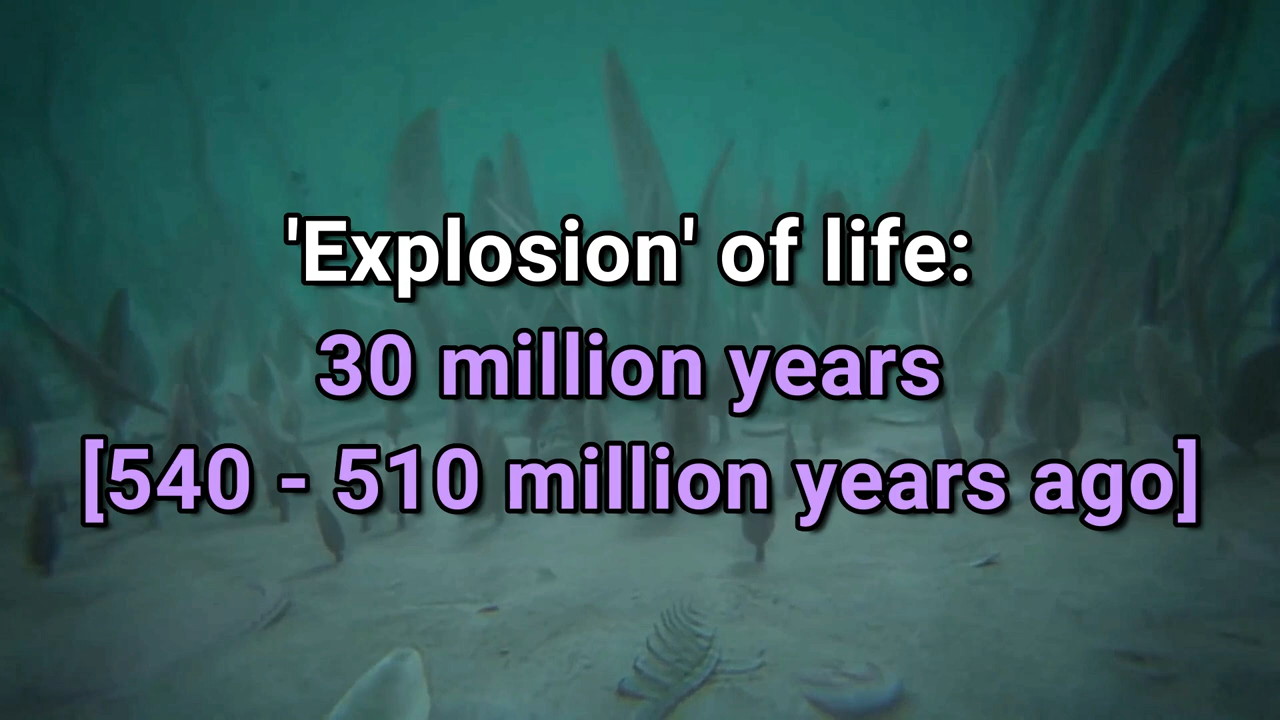 'Explosion' of life:
30 million years
[540 - 510 million years ago]